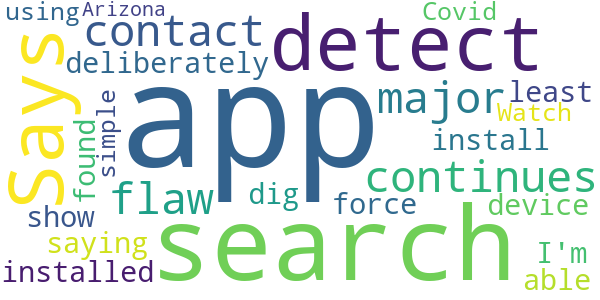 using
Arizona
Covid
Says
contact
detect
deliberately
app
major
least
Watch
simple
found
install
continues
flaw
dig
force
device
show
search
saying
I'm
installed
able